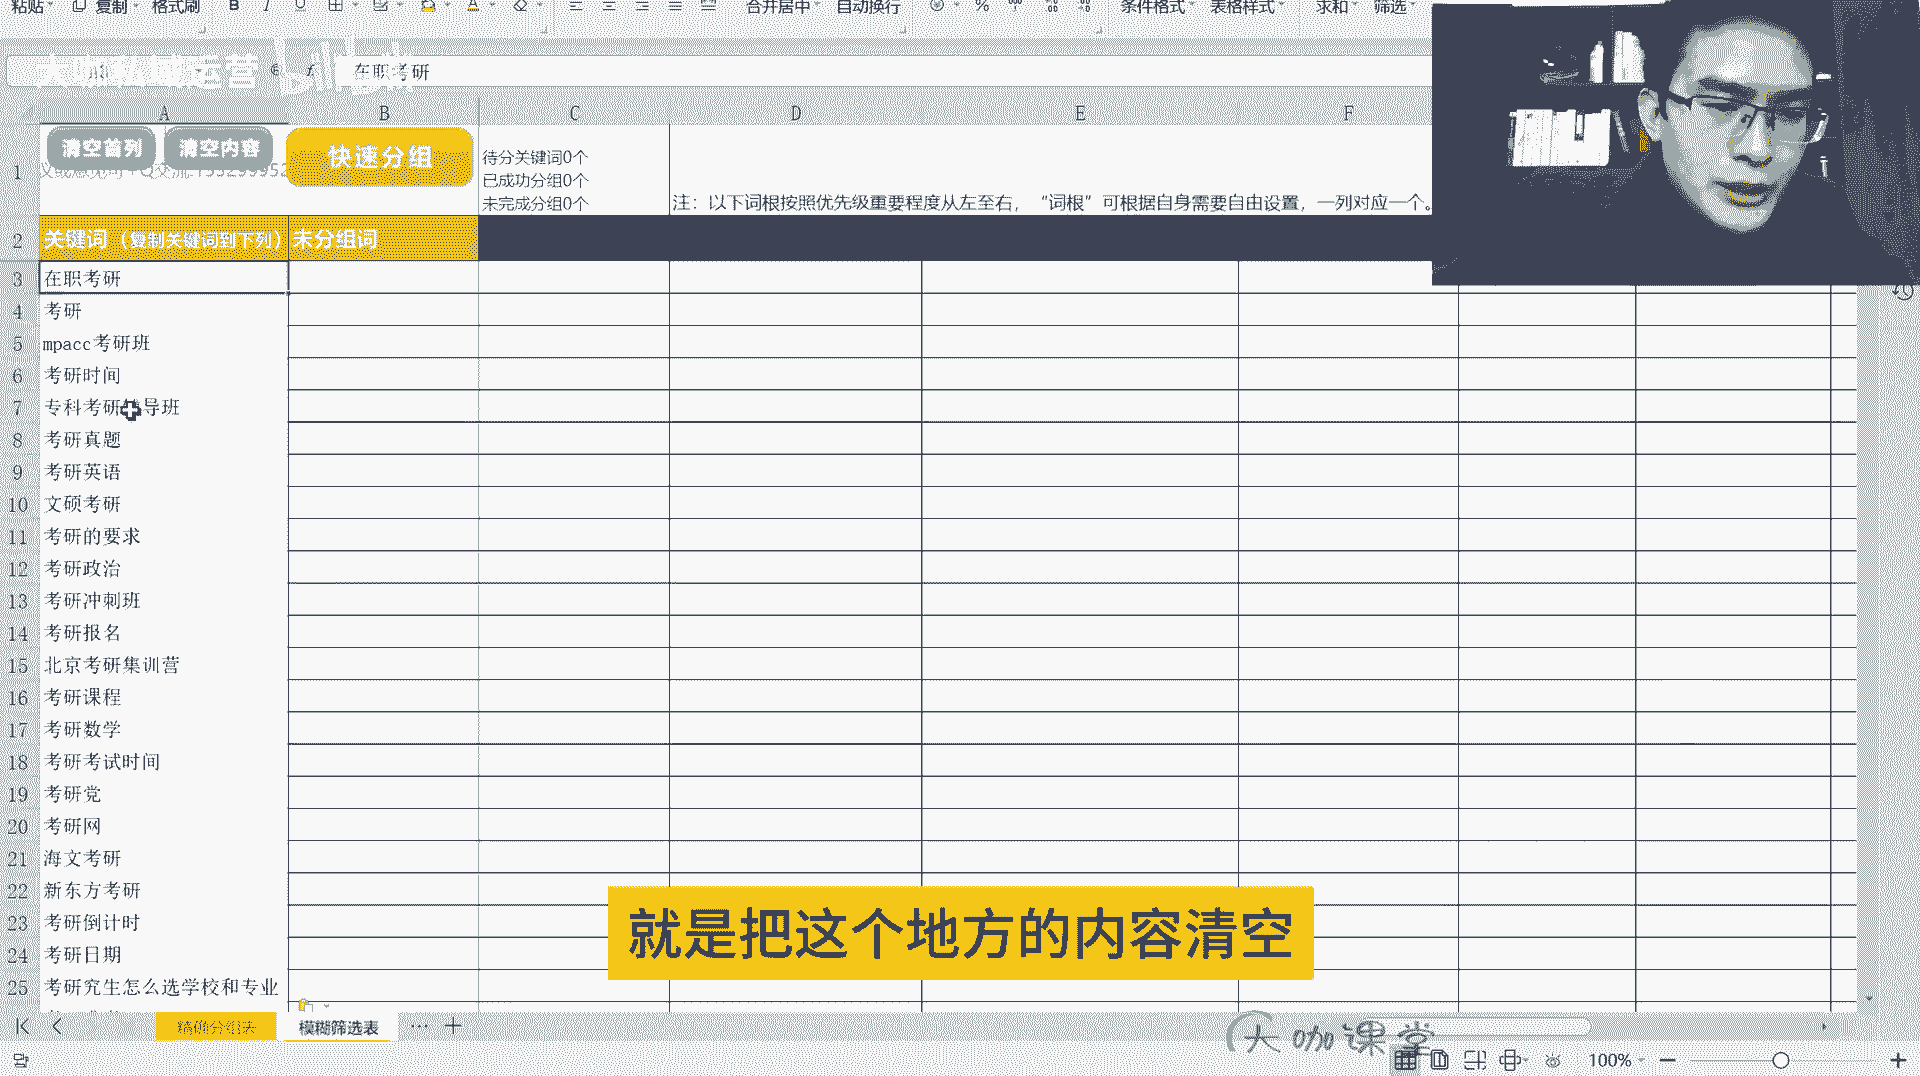 粘贴 复制 格式刷 B I U 合并居中 自动换行 % 条件格式 表格样式 求和 筛选
运营 bilibili
在职考研
A B C D E F
清空首列 清空内容 快速分组
待分关键词0个
已成功分组0个
未完成分组0个
注：以下词根按照优先级重要程度从左至右，“词根”可根据自身需要自由设置，一列对应一个。
1
2 关键词（复制关键词到下列） 未分组词
3 在职考研
4 考研
5 mpacc考研班
6 考研时间
7 专科考研辅导班
8 考研真题
9 考研英语
10 文硕考研
11 考研的要求
12 考研政治
13 考研冲刺班
14 考研报名
15 北京考研集训营
16 考研课程
17 考研数学
18 考研考试时间
19 考研党
20 考研网
21 海文考研
22 新东方考研
23 考研倒计时
24 考研日期
25 考研究生怎么选学校和专业
就是把这个地方的内容清空
精确分组表 模糊筛选表
大咖课堂
100%